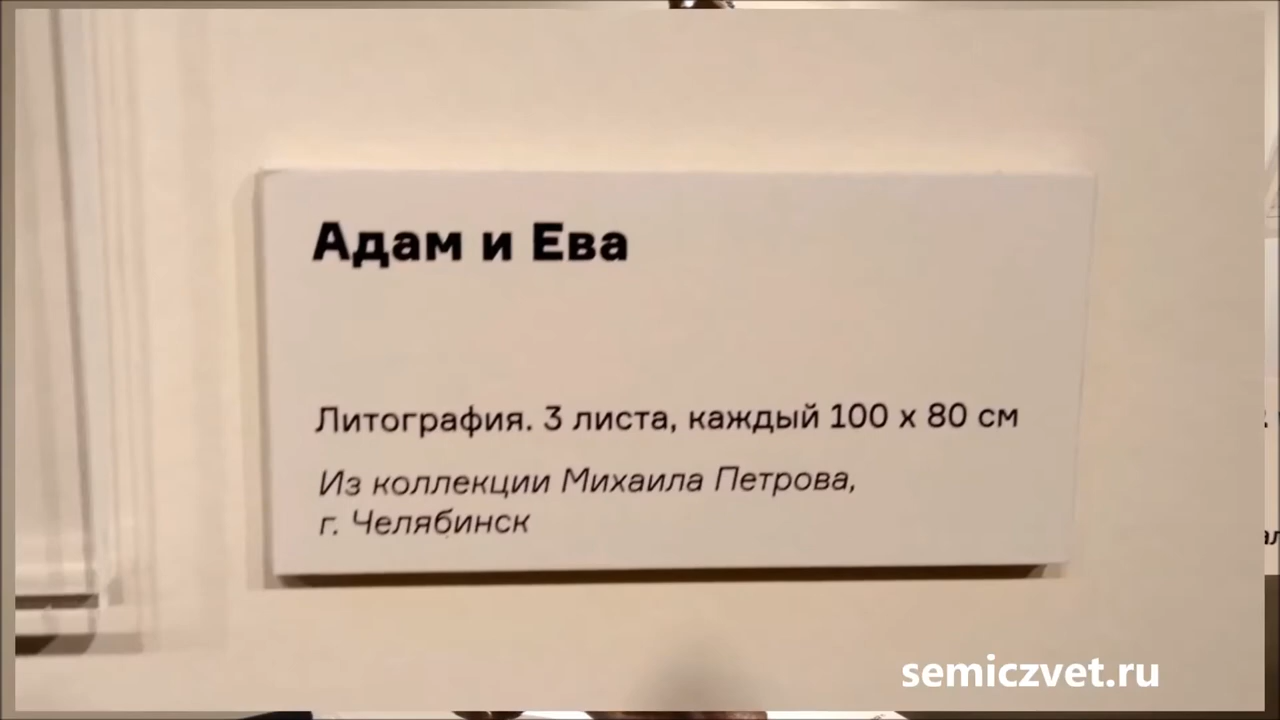 Адам и Ева
Литография. 3 листа, каждый 100 x 80 см
Из коллекции Михаила Петрова,
г. Челябинск
semiczvet.ru